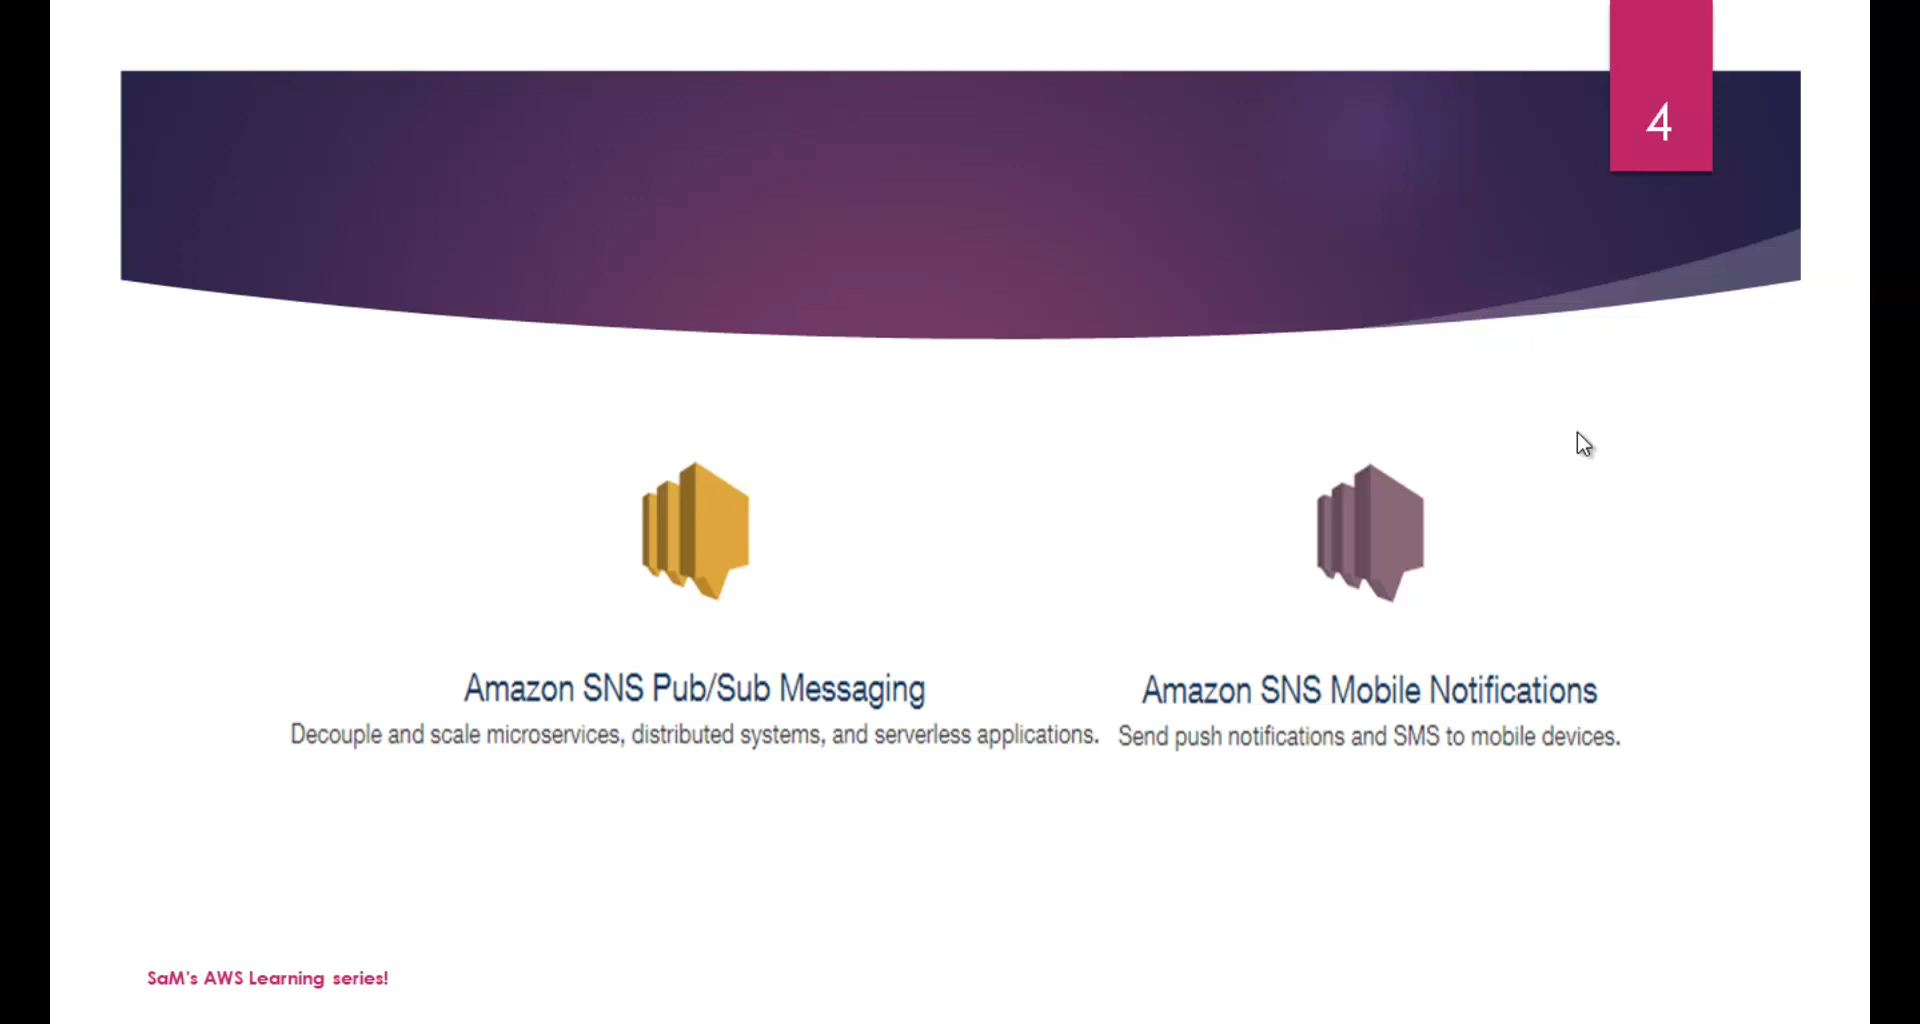 4
Amazon SNS Pub/Sub Messaging
Decouple and scale microservices, distributed systems, and serverless applications.
Amazon SNS Mobile Notifications
Send push notifications and SMS to mobile devices.
SaM's AWS Learning series!